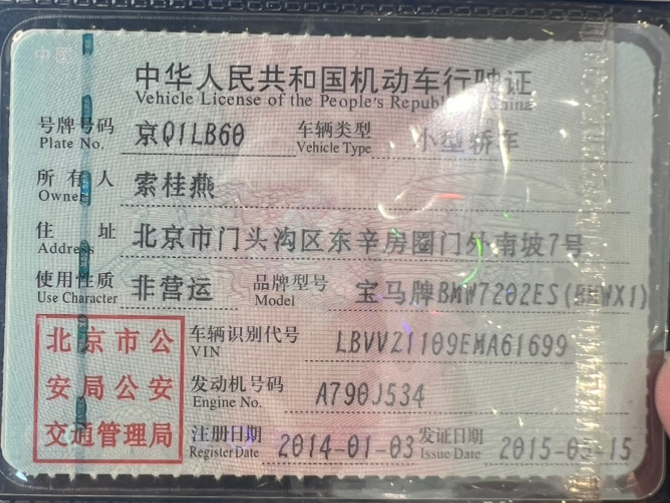 中华人民共和国机动车行驶证
Vehicle License of the People's Republic of China
号牌号码 京Q1LB60 车辆类型 小型轿车
Plate No. Vehicle Type
所有人 索桂燕
Owner
住址 北京市门头沟区东辛房圈门外南坡7号
Address
使用性质 非营运 品牌型号 宝马牌BMW7202ES(BMWX1)
Use Character Model
北京市公 车辆识别代号 LBVVZ1109EMA61699
VIN
安局公安 发动机号码 A790J534
Engine No.
交通管理局 注册日期 2014-01-03 发证日期
Register Date Issue Date